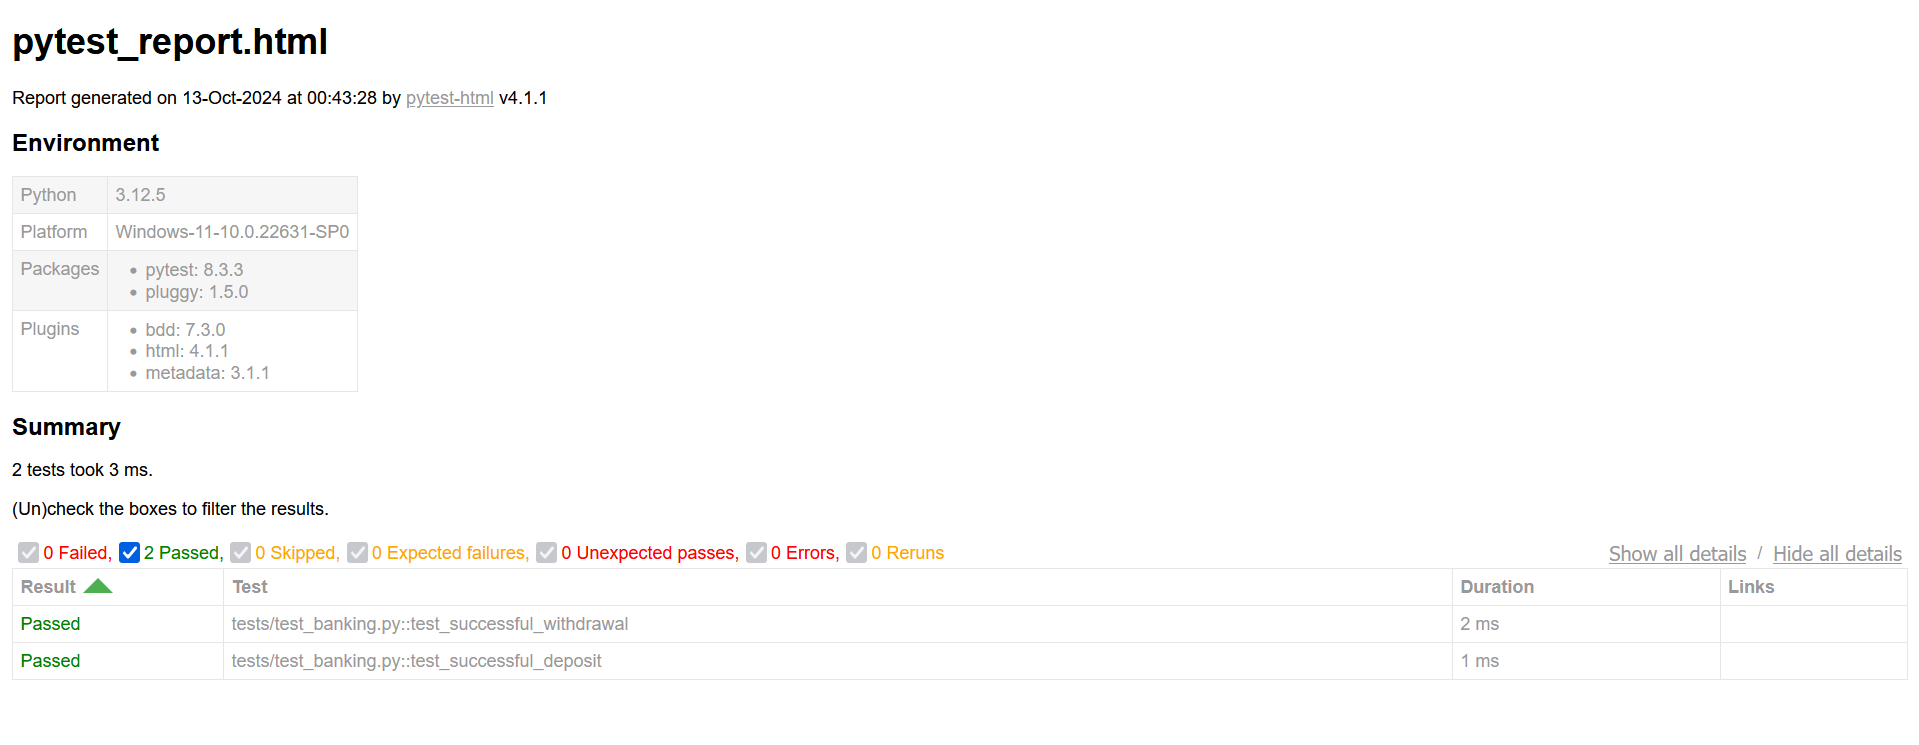 pytest_report.html
Report generated on 13-Oct-2024 at 00:43:28 by pytest-html v4.1.1
Environment
Python 3.12.5
Platform Windows-11-10.0.22631-SP0
Packages
• pytest: 8.3.3
• pluggy: 1.5.0
Plugins
• bdd: 7.3.0
• html: 4.1.1
• metadata: 3.1.1
Summary
2 tests took 3 ms.
(Un)check the boxes to filter the results.
0 Failed, 2 Passed, 0 Skipped, 0 Expected failures, 0 Unexpected passes, 0 Errors, 0 Reruns Show all details / Hide all details
Result Test Duration Links
Passed tests/test_banking.py::test_successful_withdrawal 2 ms
Passed tests/test_banking.py::test_successful_deposit 1 ms